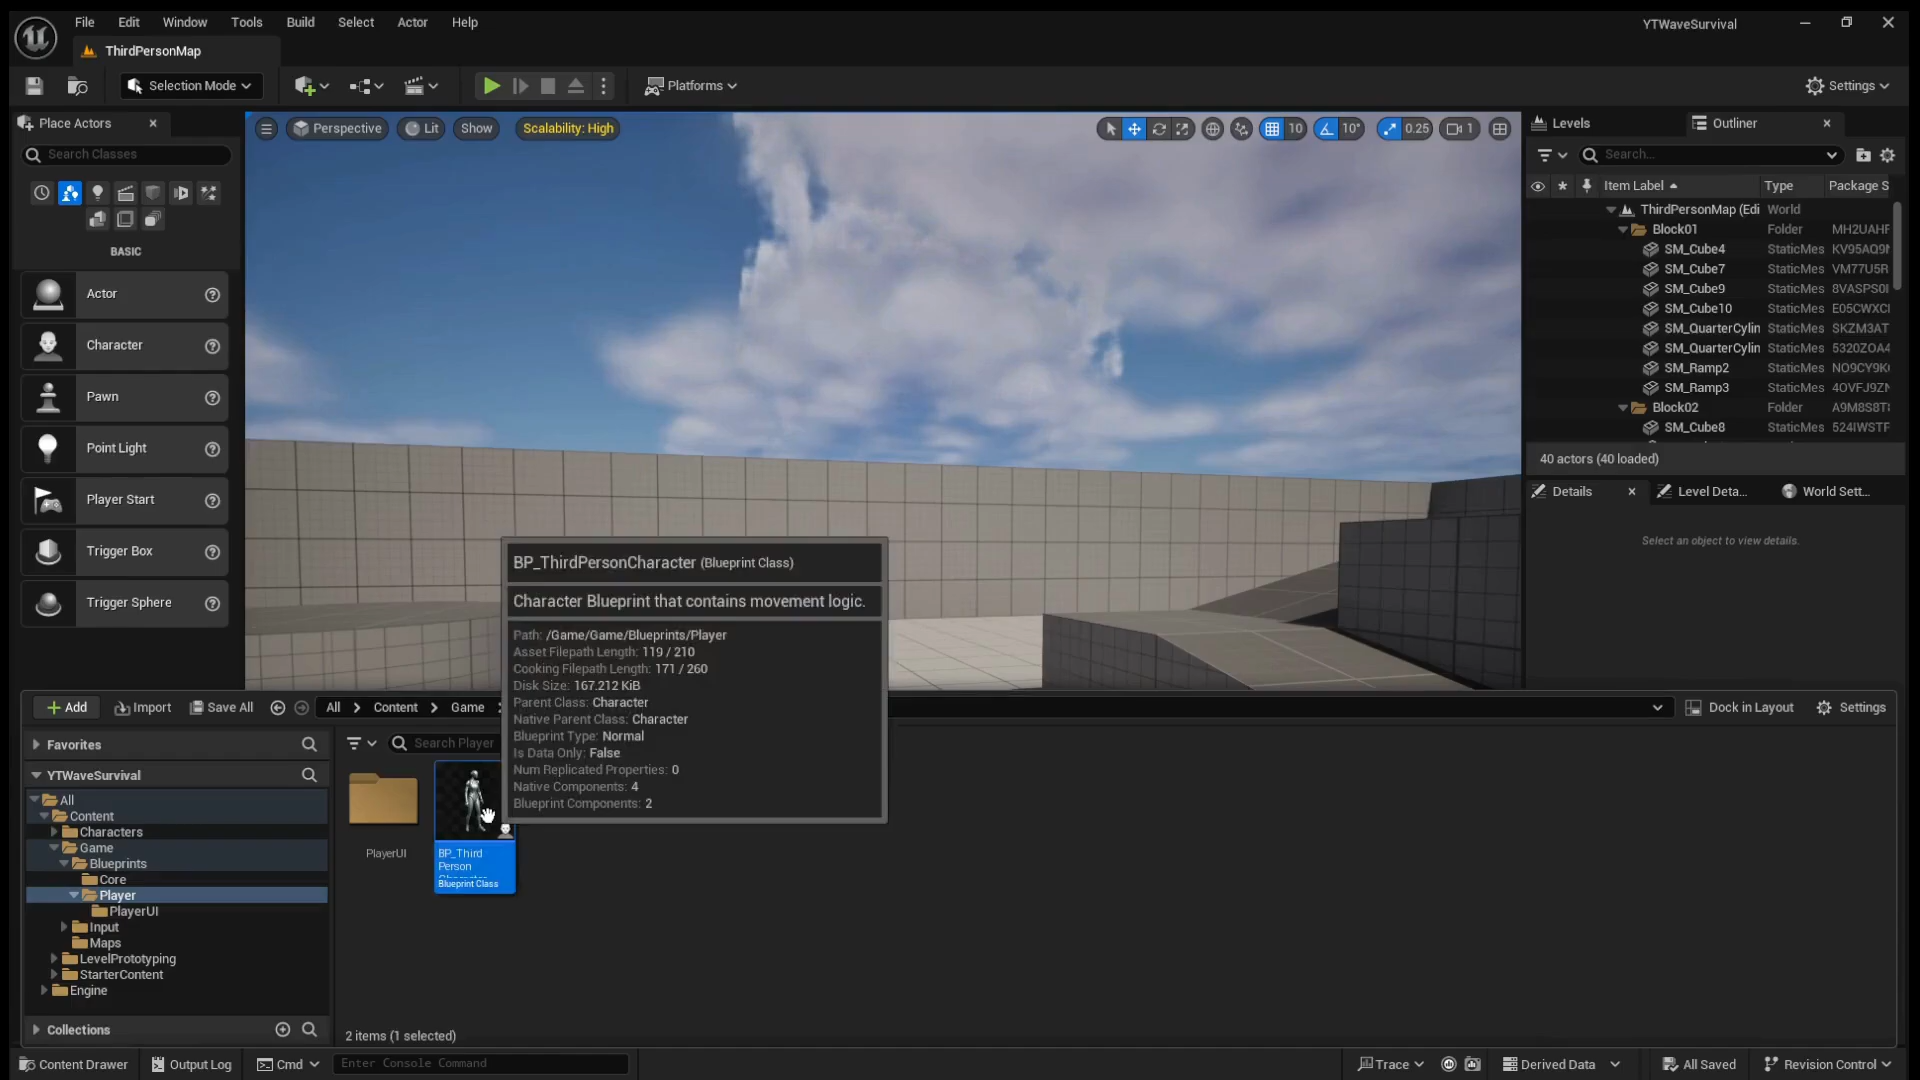 File Edit Window Tools Build Select Actor Help
YTWaveSurvival
ThirdPersonMap
Selection Mode
Platforms
Settings
Place Actors
Search Classes
BASIC
Actor
Character
Pawn
Point Light
Player Start
Trigger Box
Trigger Sphere
Perspective Lit Show Scalability: High
10 10° 0.25 1
Levels Outliner
Search...
Item Label Type Package S
ThirdPersonMap (Edi World
Block01 Folder MH2UAHF
SM_Cube4 StaticMes KV95AQ9I
SM_Cube7 StaticMes VM77U5R
SM_Cube9 StaticMes 8VASPS0I
SM_Cube10 StaticMes E05CWXC
SM_QuarterCylin StaticMes SKZM3AT
SM_QuarterCylin StaticMes 5320ZOA4
SM_Ramp2 StaticMes NO9CY9K
SM_Ramp3 StaticMes 4OVFJ9ZN
Block02 Folder A9M8S8T
SM_Cube8 StaticMes 524IWSTF
40 actors (40 loaded)
Details Level Deta... World Sett...
Select an object to view details.
BP_ThirdPersonCharacter (Blueprint Class)
Character Blueprint that contains movement logic.
Path: /Game/Game/Blueprints/Player
Asset Filepath Length: 119 / 210
Cooking Filepath Length: 171 / 260
Disk Size: 167.212 KiB
Parent Class: Character
Native Parent Class: Character
Blueprint Type: Normal
Is Data Only: False
Num Replicated Properties: 0
Native Components: 4
Blueprint Components: 2
Add Import Save All All Content Game
Dock in Layout Settings
Favorites
YTWaveSurvival
All
Content
Characters
Game
Blueprints
Core
Player
PlayerUI
Input
Maps
LevelPrototyping
StarterContent
Engine
Collections
Search Player
PlayerUI
BP_Third
Person
Character
Blueprint Class
2 items (1 selected)
Content Drawer Output Log Cmd Enter Console Command
Trace Derived Data All Saved Revision Control